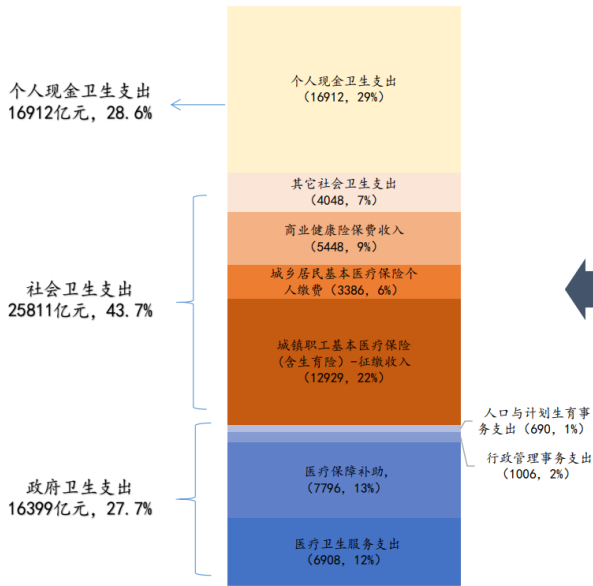 个人现金卫生支出
16912亿元，28.6%
个人现金卫生支出
（16912，29%）
其它社会卫生支出
（4048，7%）
商业健康险保费收入
（5448，9%）
城乡居民基本医疗保险个
人缴费（3386，6%）
社会卫生支出
25811亿元，43.7%
城镇职工基本医疗保险
（含生育险）-征缴收入
（12929，22%）
人口与计划生育事
务支出（690，1%）
行政管理事务支出
（1006，2%）
政府卫生支出
16399亿元，27.7%
医疗保障补助，
（7796，13%）
医疗卫生服务支出
（6908，12%）